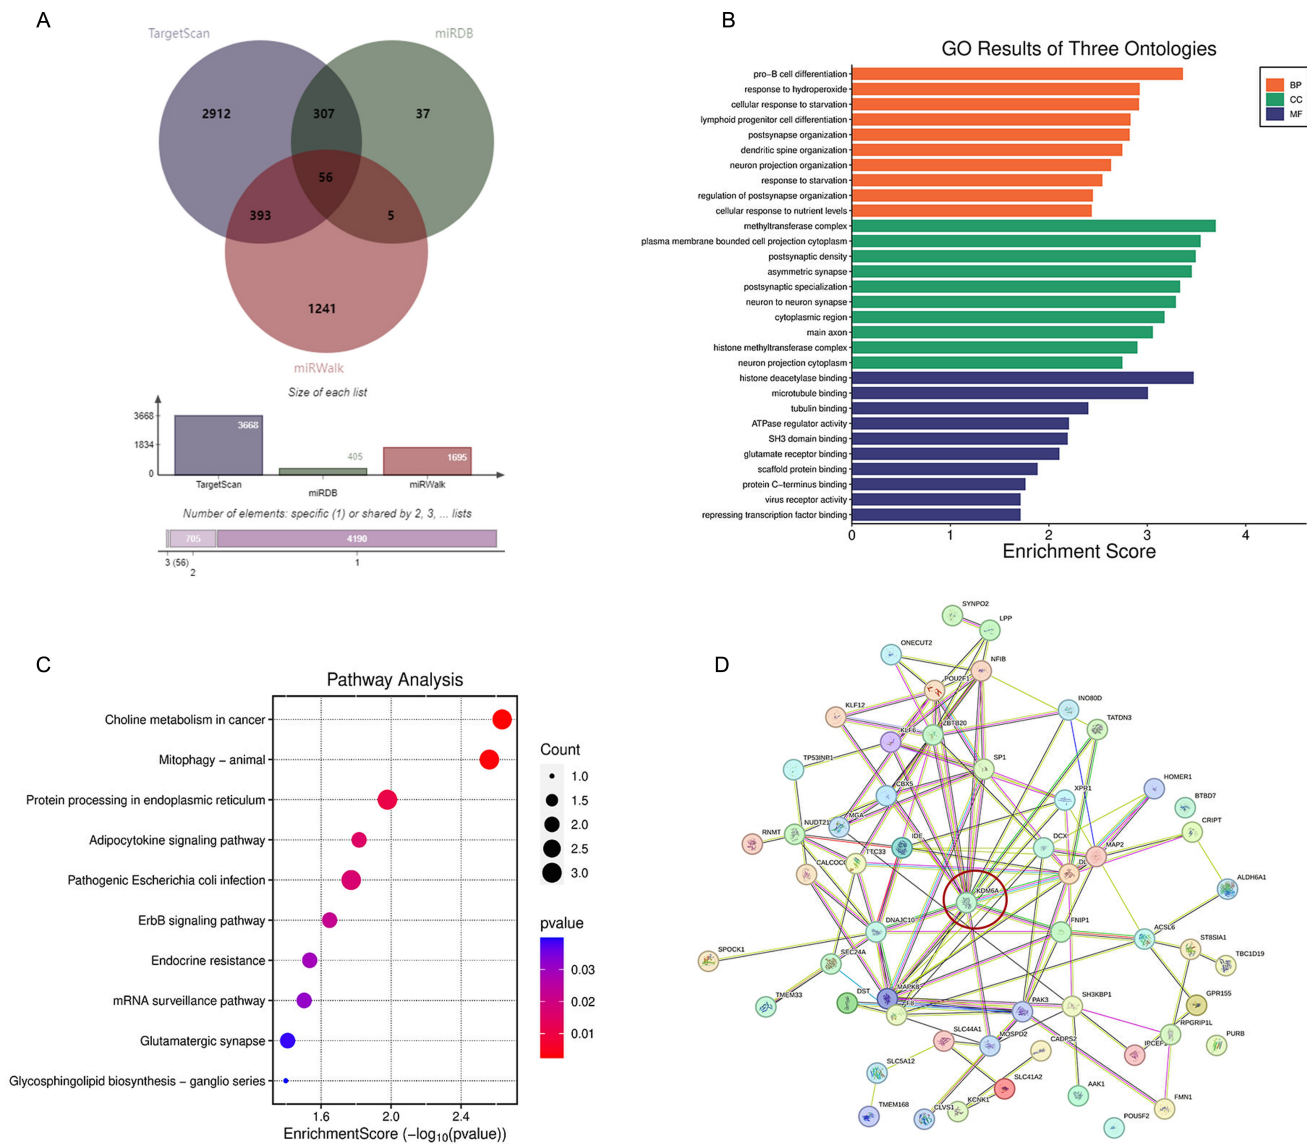 A
TargetScan
miRDB
2912
307
37
56
393
5
1241
miRWalk
Size of each list
3668
1834
0
3668
405
1695
TargetScan
miRDB
miRWalk
Number of elements: specific (1) or shared by 2, 3, ... lists
705
4190
3 (56)
2
1
B
GO Results of Three Ontologies
pro−B cell differentiation
response to hydroperoxide
cellular response to starvation
lymphoid progenitor cell differentiation
postsynapse organization
dendritic spine organization
neuron projection organization
response to starvation
regulation of postsynapse organization
cellular response to nutrient levels
methyltransferase complex
plasma membrane bounded cell projection cytoplasm
postsynaptic density
asymmetric synapse
postsynaptic specialization
neuron to neuron synapse
cytoplasmic region
main axon
histone methyltransferase complex
neuron projection cytoplasm
histone deacetylase binding
microtubule binding
tubulin binding
ATPase regulator activity
SH3 domain binding
glutamate receptor binding
scaffold protein binding
protein C−terminus binding
virus receptor activity
repressing transcription factor binding
0
1
2
3
4
Enrichment Score
BP
CC
MF
C
Pathway Analysis
Choline metabolism in cancer
Mitophagy − animal
Protein processing in endoplasmic reticulum
Adipocytokine signaling pathway
Pathogenic Escherichia coli infection
ErbB signaling pathway
Endocrine resistance
mRNA surveillance pathway
Glutamatergic synapse
Glycosphingolipid biosynthesis − ganglio series
1.6
2.0
2.4
EnrichmentScore (−log10(pvalue))
Count
1.0
1.5
2.0
2.5
3.0
pvalue
0.03
0.02
0.01
D
SYNPO2
LPP
ONECUT2
NFIB
POU2F1
INO80D
KLF12
TATDN3
ZBTB20
KLF6
TP53INP1
SP1
HOMER1
CBX5
XPR1
BTBD7
MGA
NUDT21
CRIPT
RNMT
IDE
DCX
MAP2
TTC33
CALCOCO
ALDH6A1
KDM6A
DNAJC10
FNIP1
ACSL6
ST8SIA1
SPOCK1
SEC24A
TBC1D19
MAPK8
DST
TMEM33
PAK3
SH3KBP1
GPR155
RPGRIP1L
PURB
SLC44A1
MOSPD2
CADPS2
IPCEF1
SLC5A12
SLC41A2
AAK1
FMN1
TMEM168
CLVS1
KCNK1
POU5F2